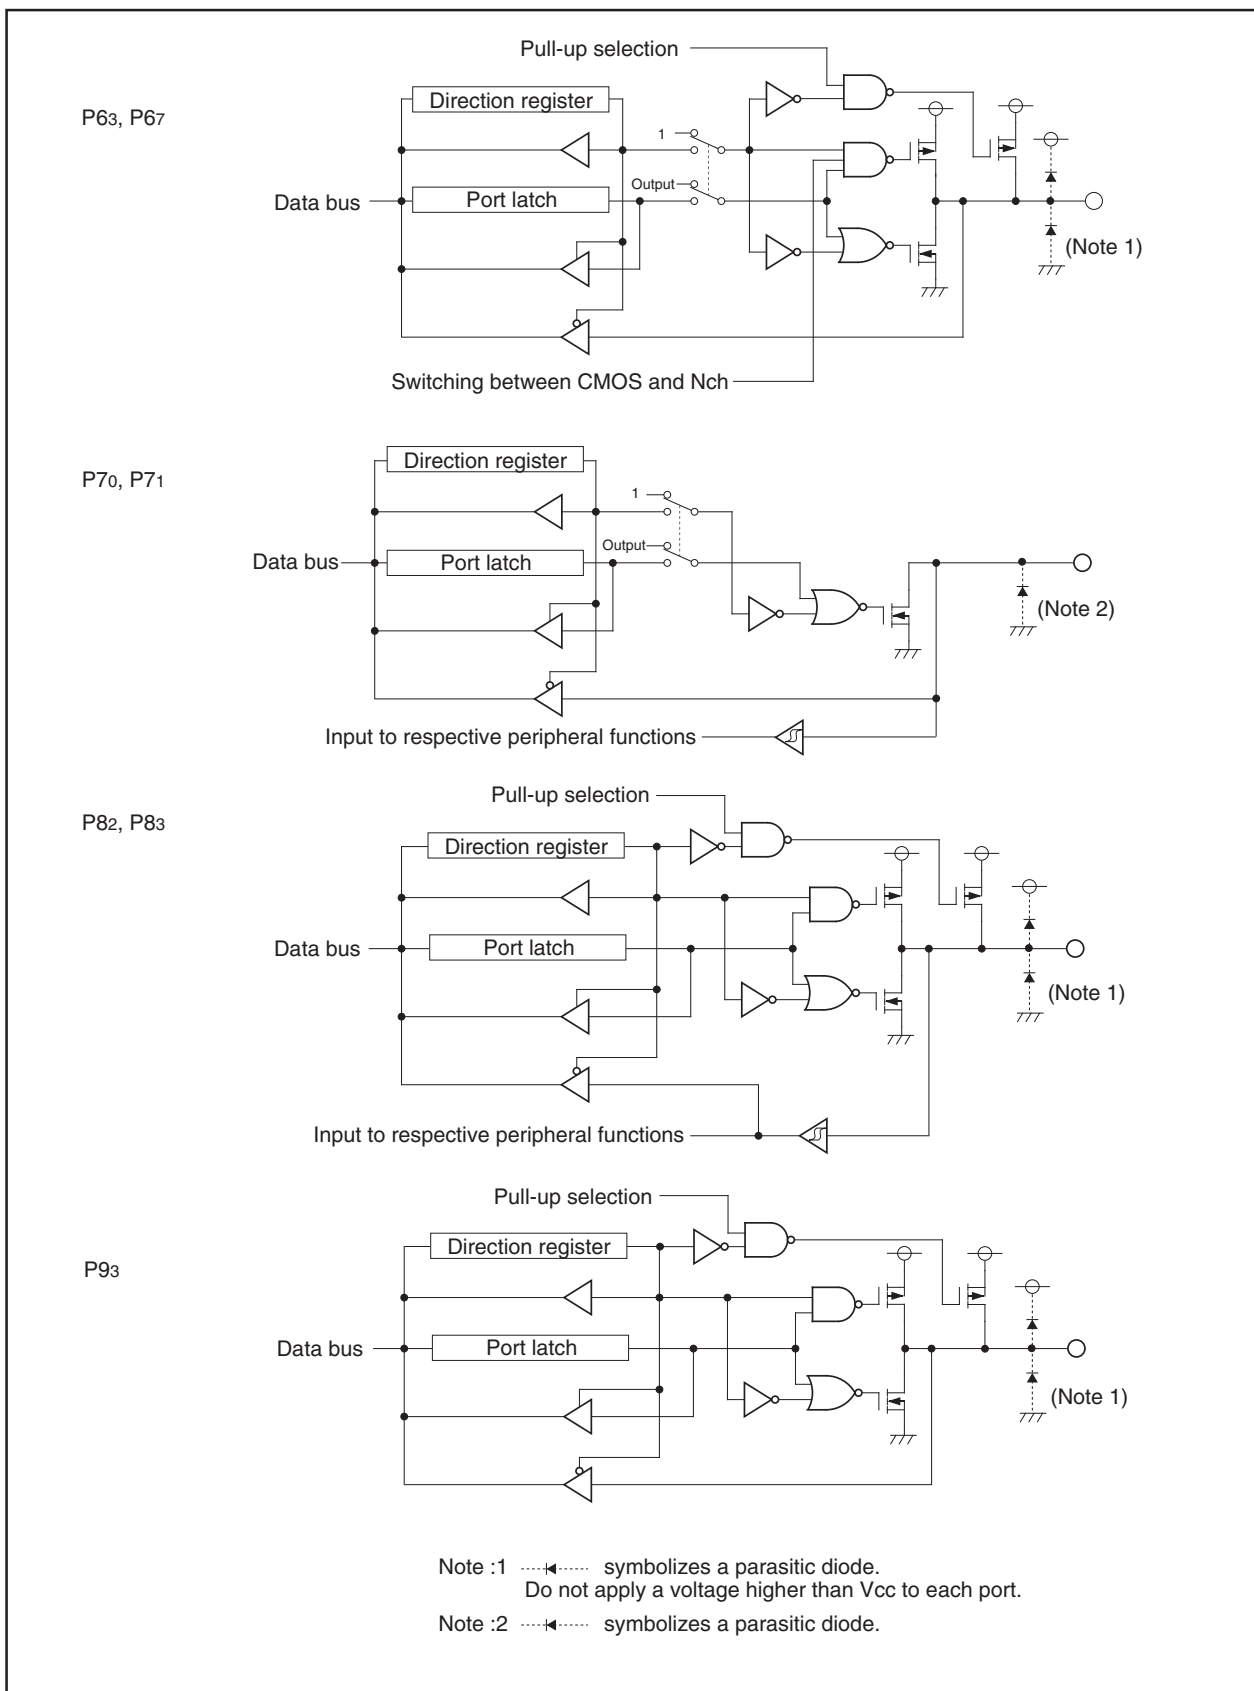 Pull-up selection
P63, P67
Direction register
1
Output
Data bus
Port latch
(Note 1)
Switching between CMOS and Nch
P70, P71
Direction register
1
Output
Data bus
Port latch
(Note 2)
Input to respective peripheral functions
Pull-up selection
P82, P83
Direction register
Data bus
Port latch
(Note 1)
Input to respective peripheral functions
Pull-up selection
Direction register
P93
Data bus
Port latch
(Note 1)
Note :1 symbolizes a parasitic diode.
Do not apply a voltage higher than Vcc to each port.
Note :2 symbolizes a parasitic diode.